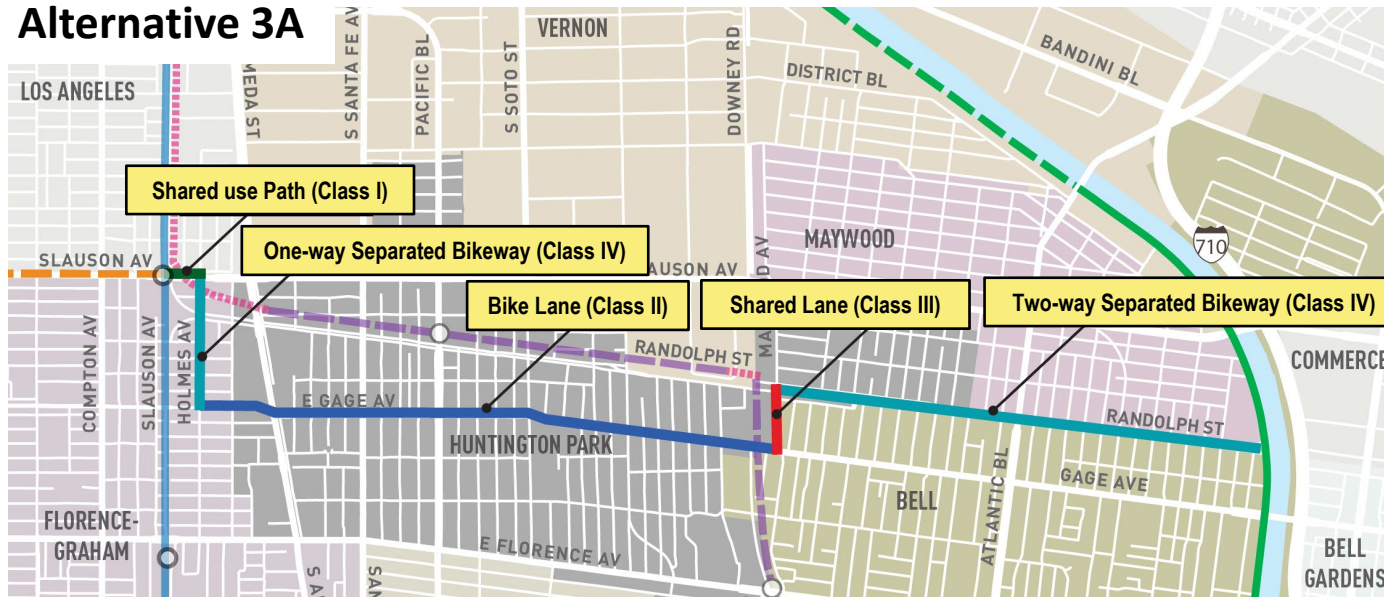 Alternative 3A
VERNON
BANDINI BL
DISTRICT BL
LOS ANGELES
S SANTA FE AV
PACIFIC BL
S SOTO ST
DOWNEY RD
MEDA ST
Shared use Path (Class I)
One-way Separated Bikeway (Class IV)
MAYWOOD
710
SLAUSON AV
LAUSON AV
Bike Lane (Class II)
Shared Lane (Class III)
Two-way Separated Bikeway (Class IV)
COMPTON AV
SLAUSON AV
HOLMES AV
RANDOLPH ST
COMMERCE
E GAGE AV
HUNTINGTON PARK
RANDOLPH ST
GAGE AVE
BELL
ATLANTIC BL
FLORENCE-
GRAHAM
E FLORENCE AV
BELL
GARDENS